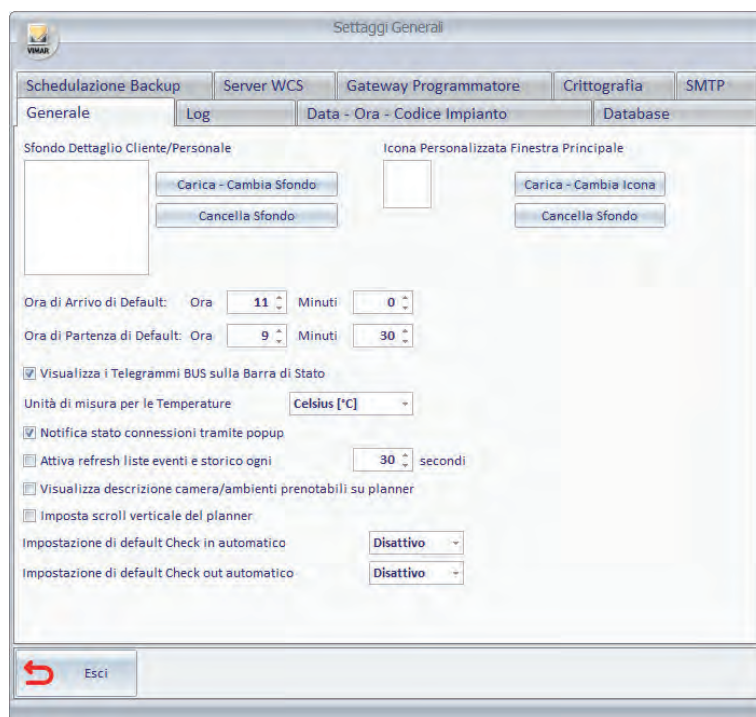 Settaggi Generali
VIMAR
Schedulazione Backup Server WCS Gateway Programmatore Crittografia SMTP
Generale Log Data - Ora - Codice Impianto Database
Sfondo Dettaglio Cliente/Personale Icona Personalizzata Finestra Principale
Carica - Cambia Sfondo Carica - Cambia Icona
Cancella Sfondo Cancella Sfondo
Ora di Arrivo di Default: Ora 11 Minuti 0
Ora di Partenza di Default: Ora 9 Minuti 30
Visualizza i Telegrammi BUS sulla Barra di Stato
Unità di misura per le Temperature Celsius [°C]
Notifica stato connessioni tramite popup
Attiva refresh liste eventi e storico ogni 30 secondi
Visualizza descrizione camera/ambienti prenotabili su planner
Imposta scroll verticale del planner
Impostazione di default Check in automatico Disattivo
Impostazione di default Check out automatico Disattivo
Esci